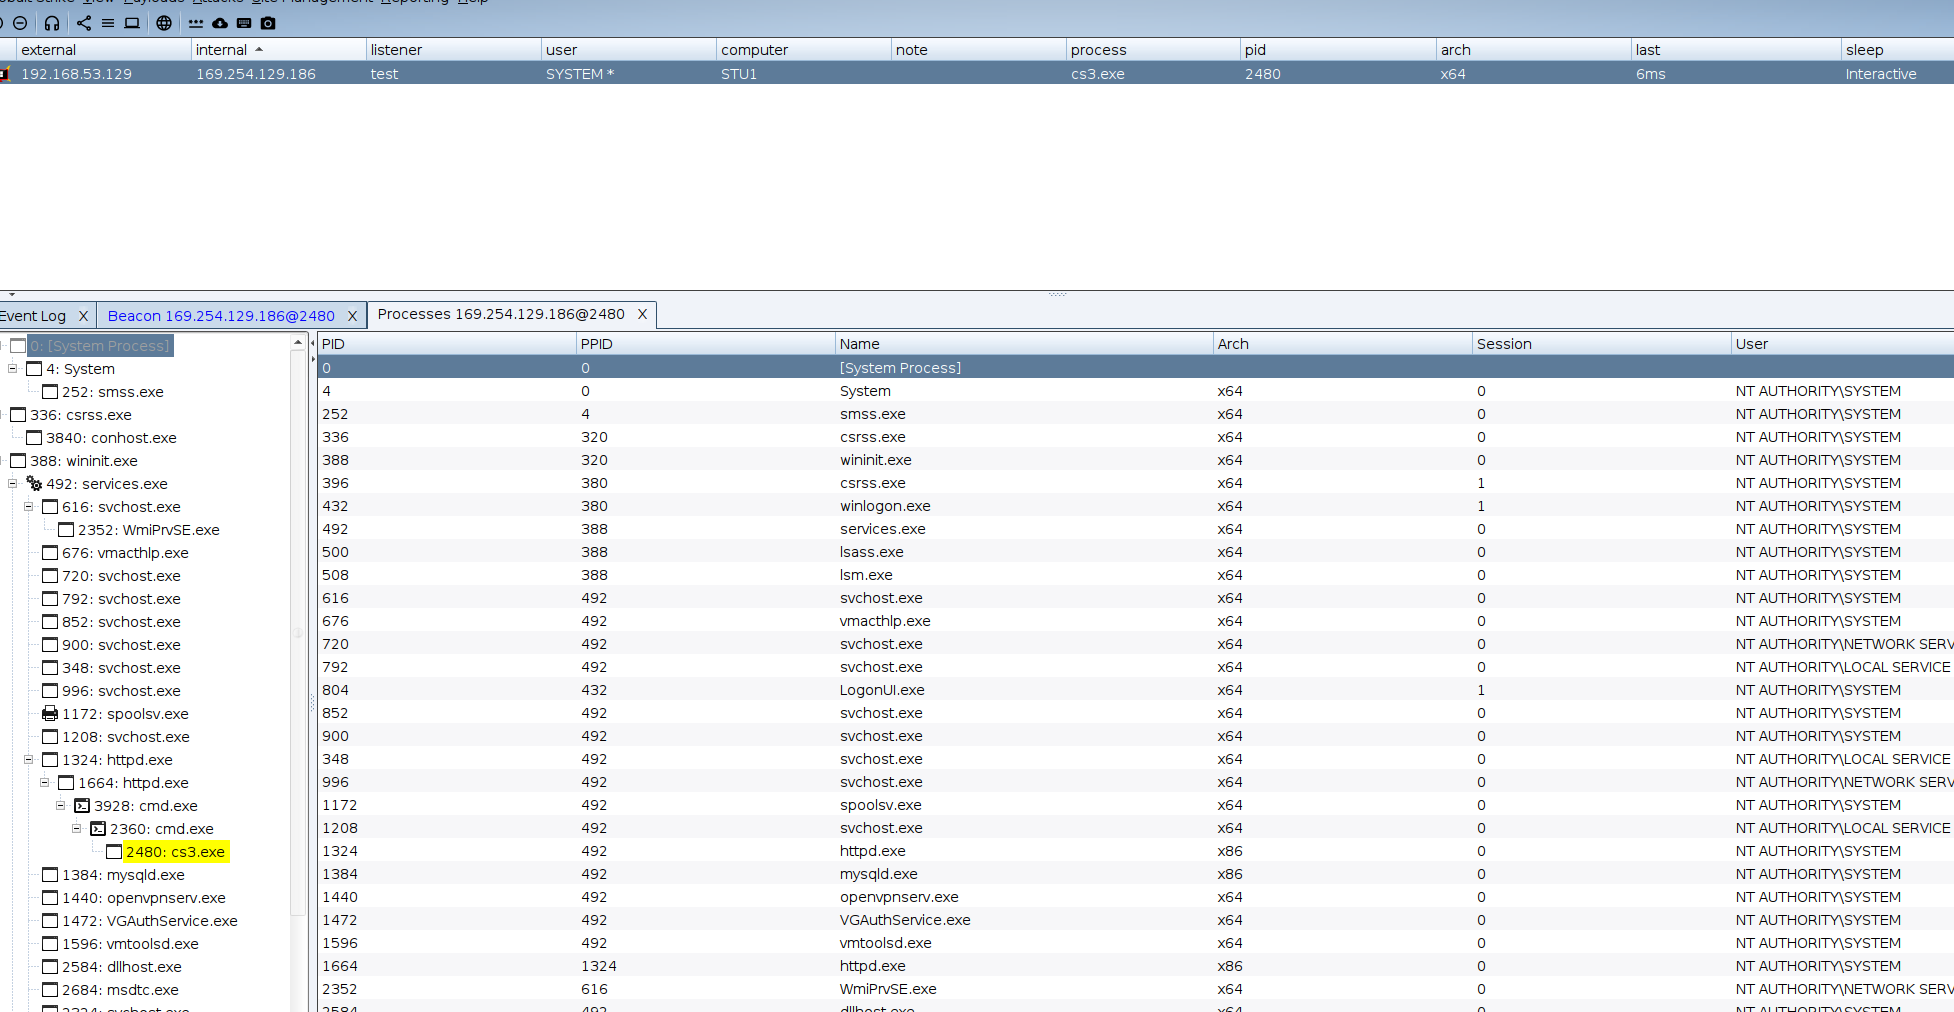 View Payloads Attacks Site Management Reporting Help
external internal listener user computer note process pid arch last sleep
192.168.53.129 169.254.129.186 test SYSTEM * STU1 cs3.exe 2480 x64 6ms Interactive
Event Log X Beacon 169.254.129.186@2480 X Processes 169.254.129.186@2480 X
0: [System Process]
4: System
252: smss.exe
336: csrss.exe
3840: conhost.exe
388: wininit.exe
492: services.exe
616: svchost.exe
2352: WmiPrvSE.exe
676: vmacthlp.exe
720: svchost.exe
792: svchost.exe
852: svchost.exe
900: svchost.exe
348: svchost.exe
996: svchost.exe
1172: spoolsv.exe
1208: svchost.exe
1324: httpd.exe
1664: httpd.exe
3928: cmd.exe
2360: cmd.exe
2480: cs3.exe
1384: mysqld.exe
1440: openvpnserv.exe
1472: VGAuthService.exe
1596: vmtoolsd.exe
2584: dllhost.exe
2684: msdtc.exe
PID PPID Name Arch Session User
0 0 [System Process]
4 0 System x64 0 NT AUTHORITY\SYSTEM
252 4 smss.exe x64 0 NT AUTHORITY\SYSTEM
336 320 csrss.exe x64 0 NT AUTHORITY\SYSTEM
388 320 wininit.exe x64 0 NT AUTHORITY\SYSTEM
396 380 csrss.exe x64 1 NT AUTHORITY\SYSTEM
432 380 winlogon.exe x64 1 NT AUTHORITY\SYSTEM
492 388 services.exe x64 0 NT AUTHORITY\SYSTEM
500 388 lsass.exe x64 0 NT AUTHORITY\SYSTEM
508 388 lsm.exe x64 0 NT AUTHORITY\SYSTEM
616 492 svchost.exe x64 0 NT AUTHORITY\SYSTEM
676 492 vmacthlp.exe x64 0 NT AUTHORITY\SYSTEM
720 492 svchost.exe x64 0 NT AUTHORITY\NETWORK SERV
792 492 svchost.exe x64 0 NT AUTHORITY\LOCAL SERVICE
804 432 LogonUI.exe x64 1 NT AUTHORITY\SYSTEM
852 492 svchost.exe x64 0 NT AUTHORITY\SYSTEM
900 492 svchost.exe x64 0 NT AUTHORITY\SYSTEM
348 492 svchost.exe x64 0 NT AUTHORITY\LOCAL SERVICE
996 492 svchost.exe x64 0 NT AUTHORITY\NETWORK SERV
1172 492 spoolsv.exe x64 0 NT AUTHORITY\SYSTEM
1208 492 svchost.exe x64 0 NT AUTHORITY\LOCAL SERVICE
1324 492 httpd.exe x86 0 NT AUTHORITY\SYSTEM
1384 492 mysqld.exe x86 0 NT AUTHORITY\SYSTEM
1440 492 openvpnserv.exe x64 0 NT AUTHORITY\SYSTEM
1472 492 VGAuthService.exe x64 0 NT AUTHORITY\SYSTEM
1596 492 vmtoolsd.exe x64 0 NT AUTHORITY\SYSTEM
1664 1324 httpd.exe x86 0 NT AUTHORITY\SYSTEM
2352 616 WmiPrvSE.exe x64 0 NT AUTHORITY\NETWORK SERV
2584 492 dllhost.exe x64 0 NT AUTHORITY\SYSTEM